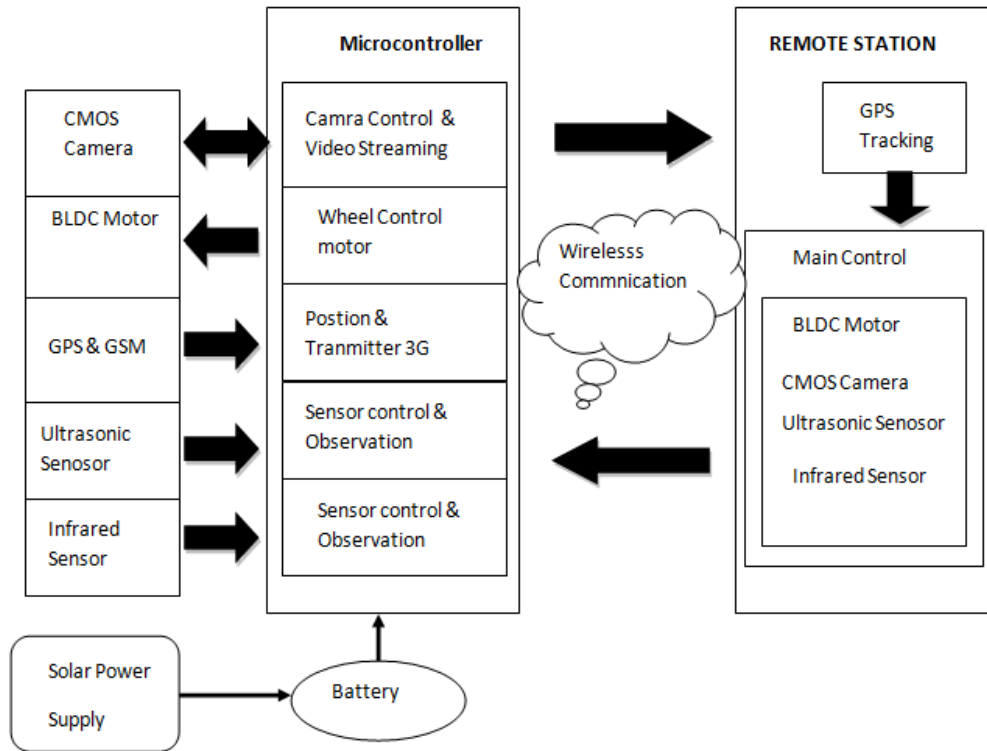 Microcontroller
REMOTE STATION
CMOS
Camera
Camra Control &
Video Streaming
GPS
Tracking
BLDC Motor
Wheel Control
motor
Wirelesss
Commnication
Main Control
GPS & GSM
Postion &
Tranmitter 3G
BLDC Motor
CMOS Camera
Ultrasonic Senosor
Infrared Sensor
Ultrasonic
Senosor
Sensor control &
Observation
Infrared
Sensor
Sensor control &
Observation
Solar Power
Supply
Battery